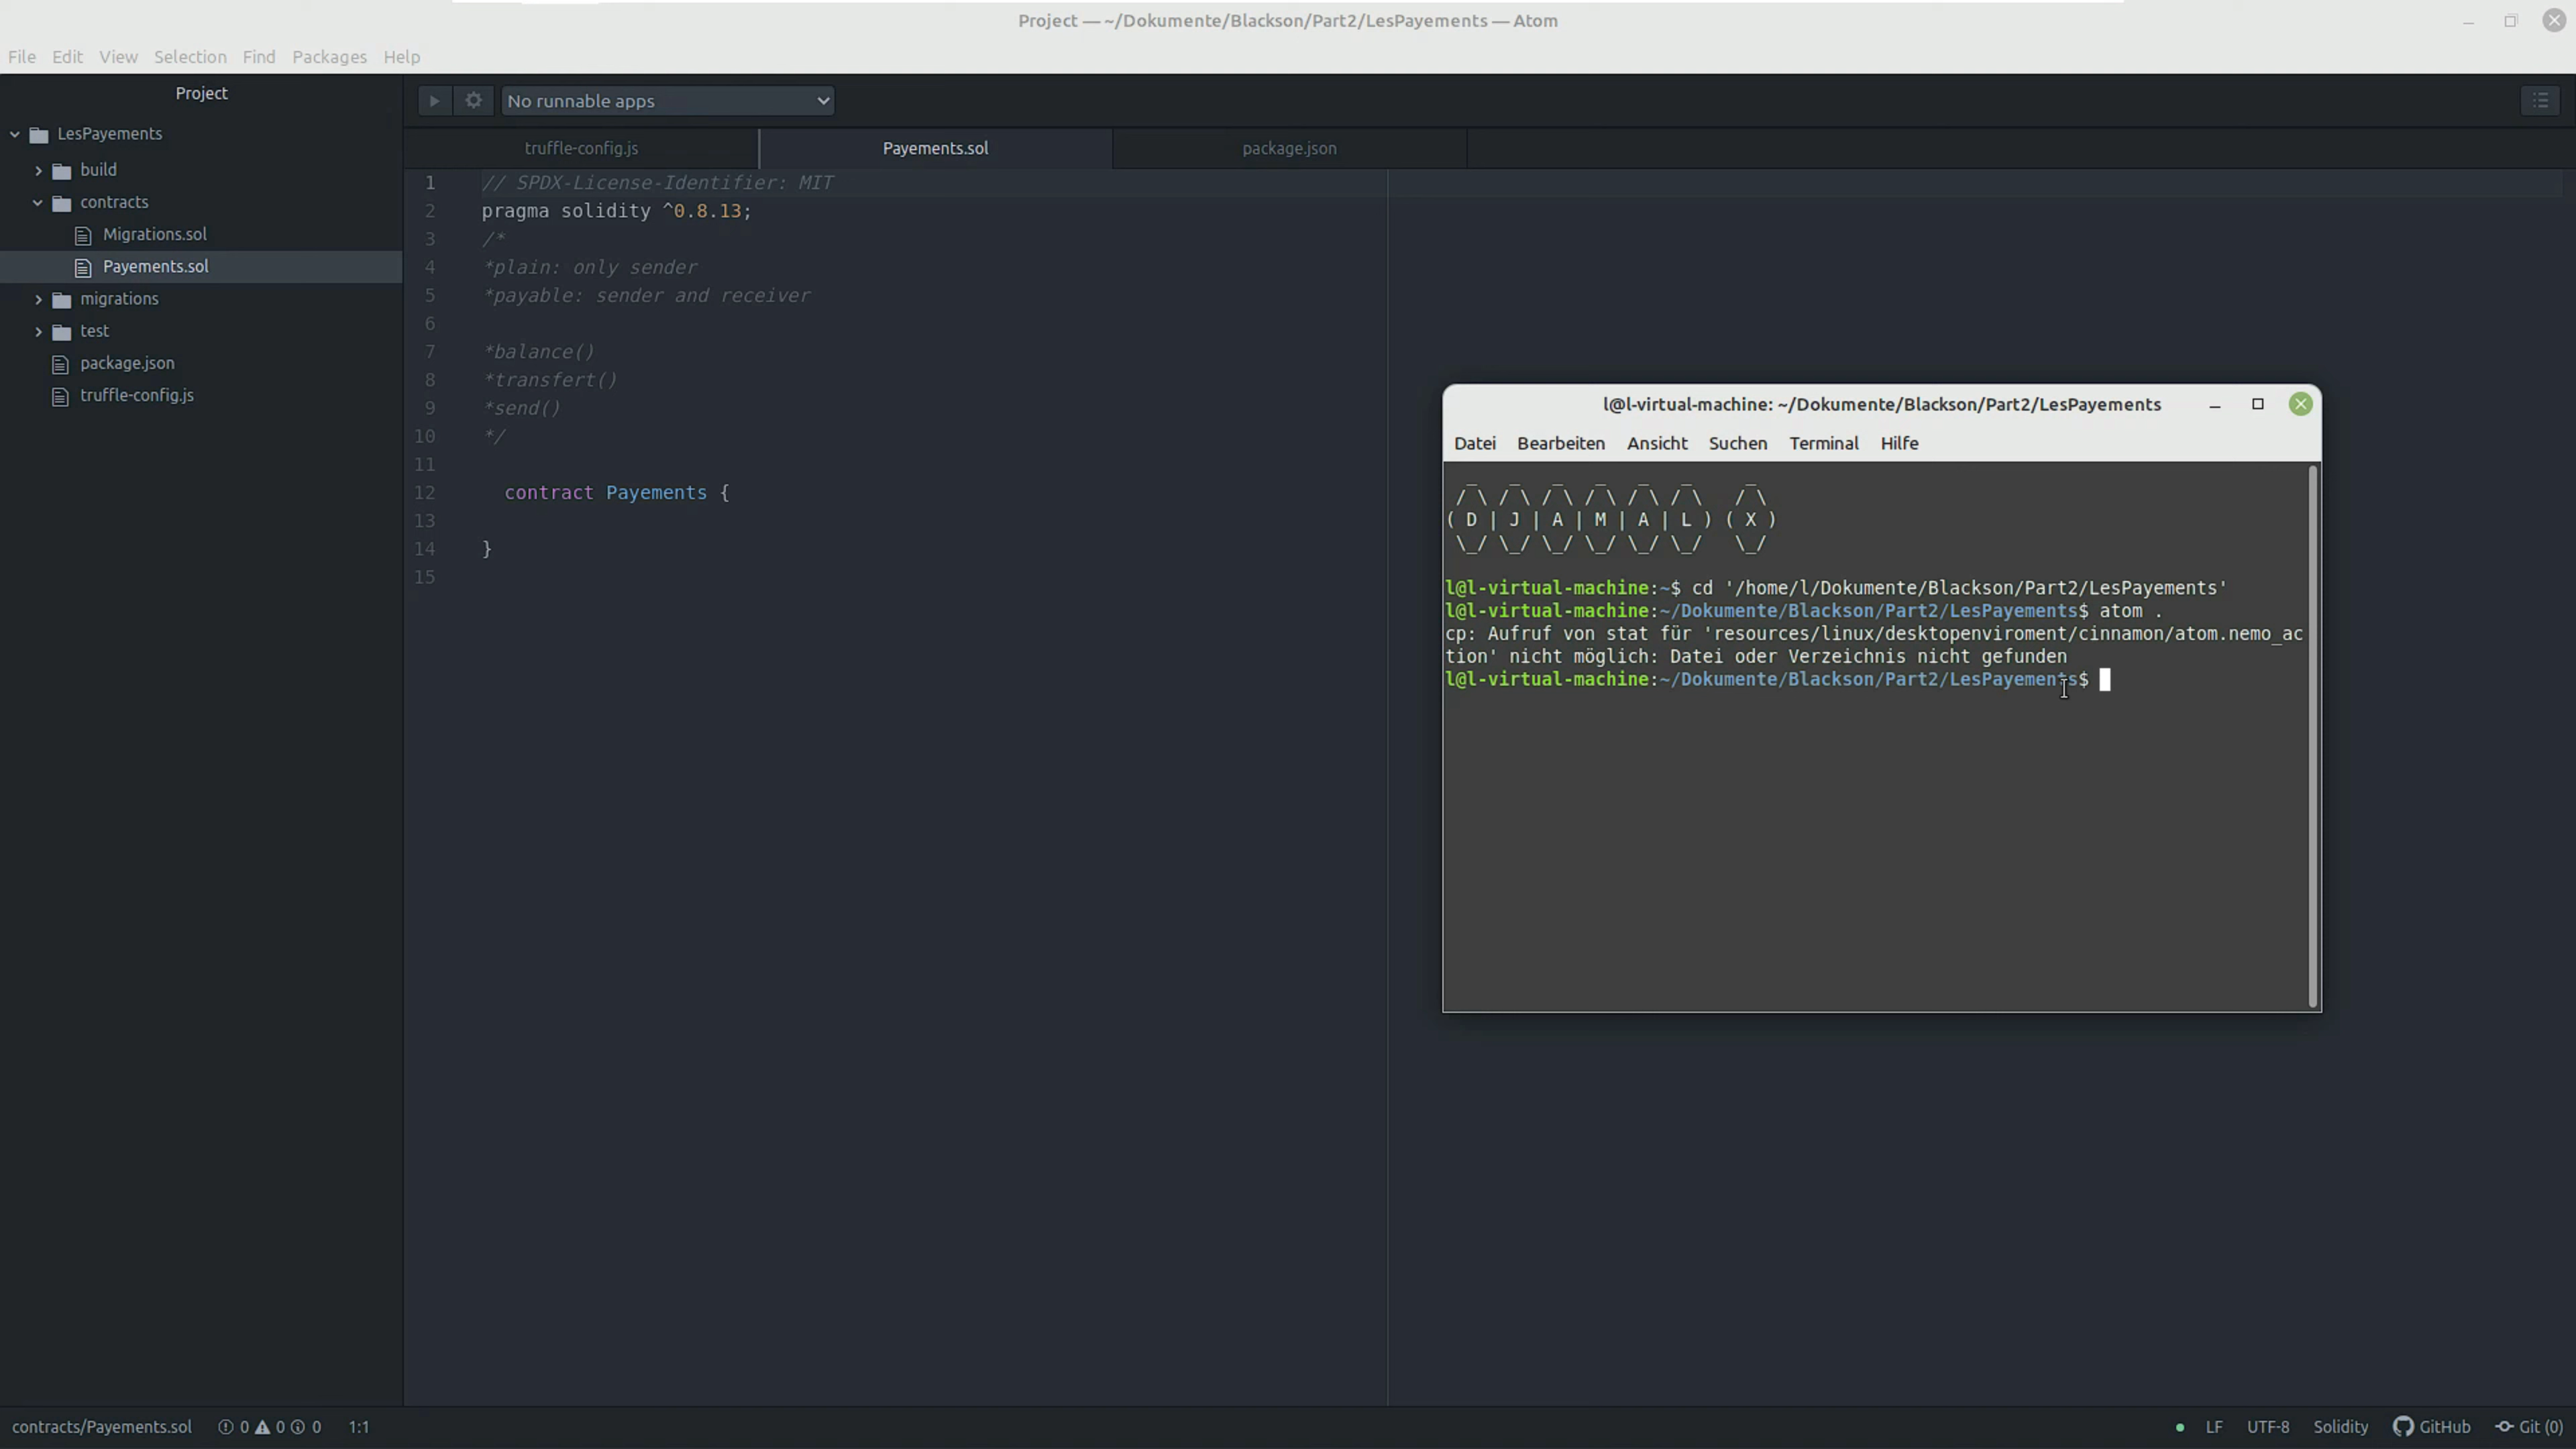 Project — ~/Dokumente/Blackson/Part2/LesPayements — Atom
File Edit View Selection Find Packages Help
Project
LesPayements
build
contracts
Migrations.sol
Payements.sol
migrations
test
package.json
truffle-config.js
No runnable apps
truffle-config.js Payements.sol package.json
1 // SPDX-License-Identifier: MIT
2 pragma solidity ^0.8.13;
3 /*
4 *plain: only sender
5 *payable: sender and receiver
6
7 *balance()
8 *transfert()
9 *send()
10 */
11
12 contract Payements {
13
14 }
15
l@l-virtual-machine: ~/Dokumente/Blackson/Part2/LesPayements
Datei Bearbeiten Ansicht Suchen Terminal Hilfe
( D | J | A | M | A | L ) ( X )
l@l-virtual-machine:~$ cd '/home/l/Dokumente/Blackson/Part2/LesPayements'
l@l-virtual-machine:~/Dokumente/Blackson/Part2/LesPayements$ atom .
cp: Aufruf von stat für 'resources/linux/desktopenviroment/cinnamon/atom.nemo_ac
tion' nicht möglich: Datei oder Verzeichnis nicht gefunden
l@l-virtual-machine:~/Dokumente/Blackson/Part2/LesPayements$
contracts/Payements.sol 0 0 0 1:1
LF UTF-8 Solidity GitHub Git (0)